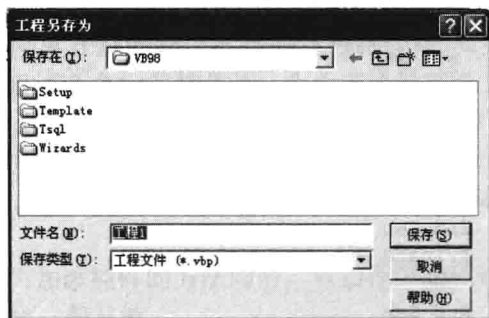 工程另存为
保存在(I): VB98
Setup
Template
Tsql
Wizards
文件名(N): 工程1 保存(S)
保存类型(T): 工程文件 (*.vbp) 取消
帮助(H)